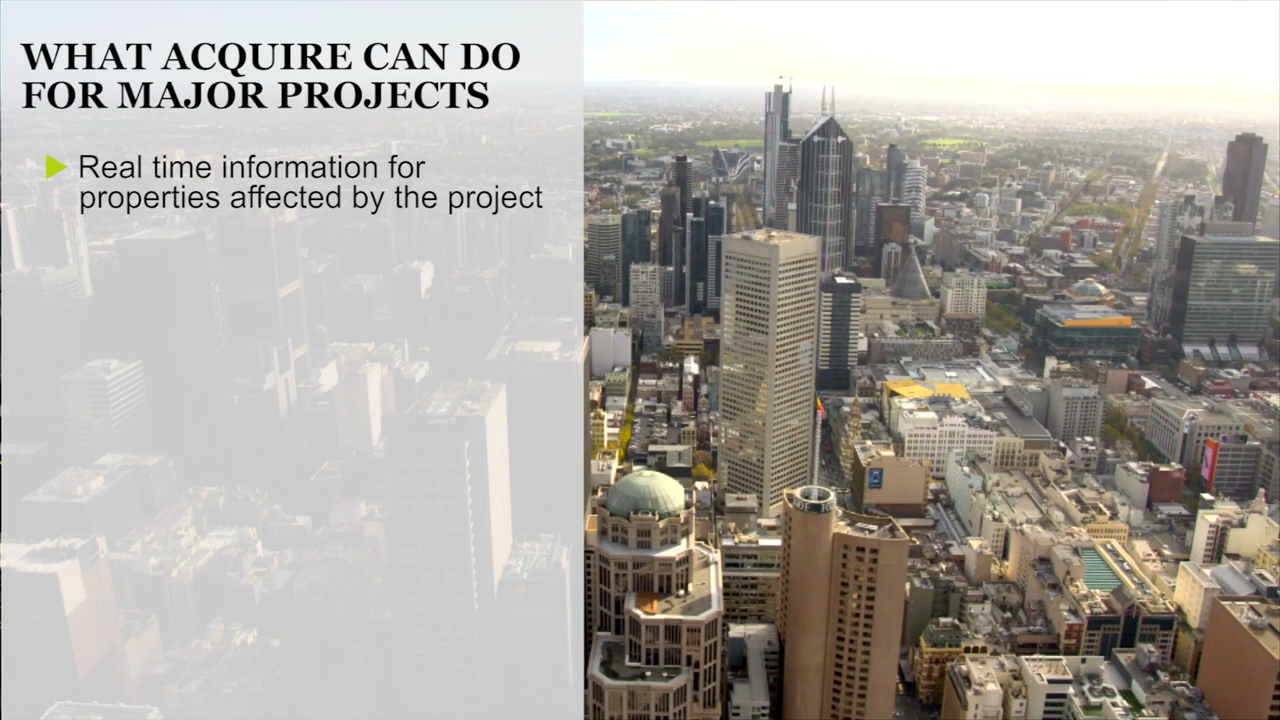 WHAT ACQUIRE CAN DO
FOR MAJOR PROJECTS
Real time information for
properties affected by the project